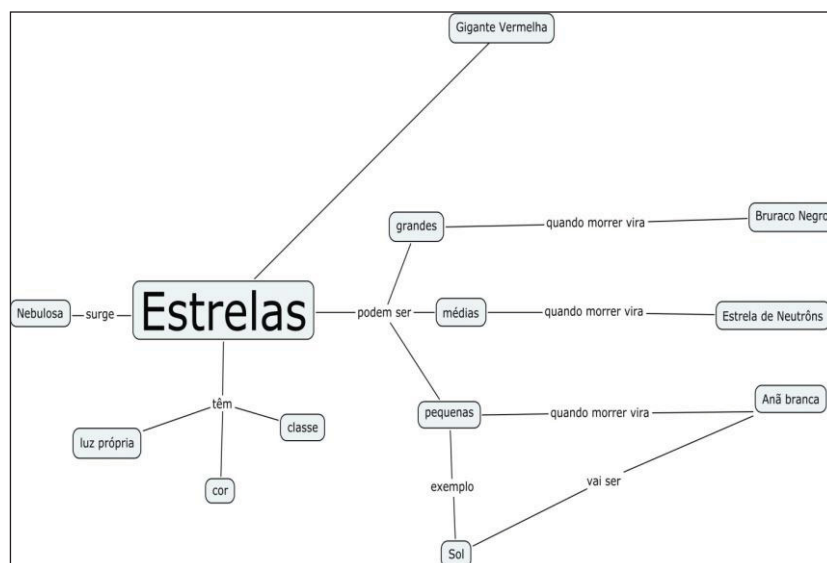 Gigante Vermelha
grandes
quando morrer vira
Bruraco Negro
Nebulosa
surge
Estrelas
podem ser
médias
quando morrer vira
Estrela de Neutrôns
têm
luz própria
cor
classe
pequenas
quando morrer vira
Anã branca
exemplo
vai ser
Sol